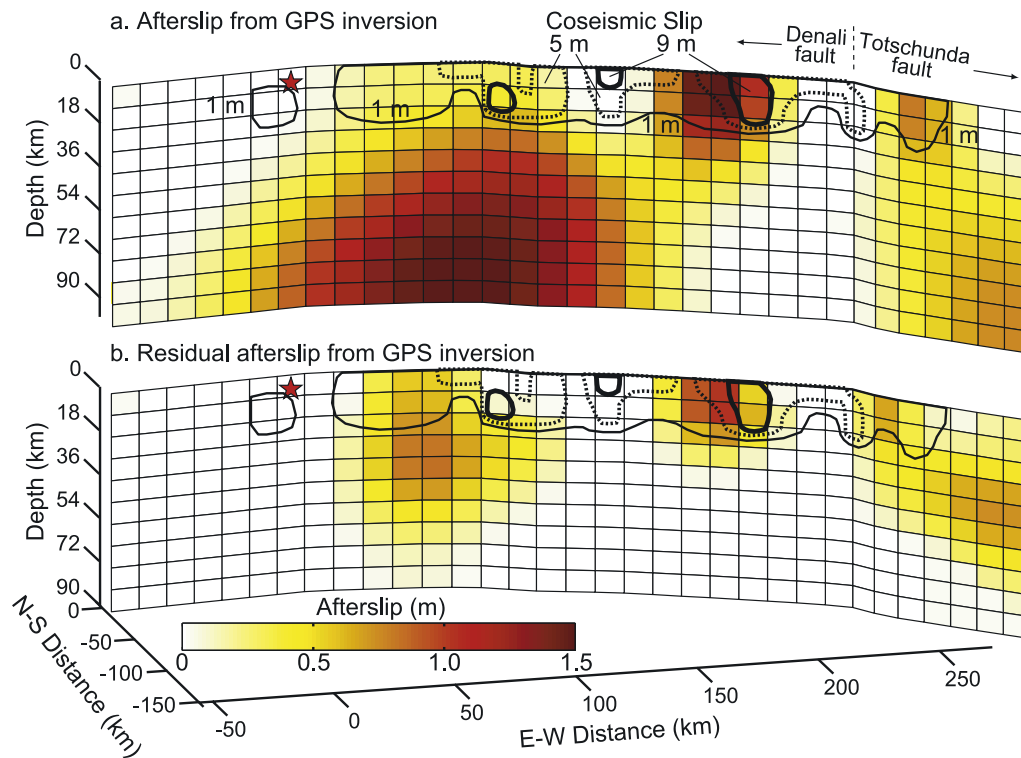 a. Afterslip from GPS inversion
Coseismic Slip
5 m
9 m
Denali fault
Totschunda fault
0
18
36
54
72
90
Depth (km)
1 m
1 m
1 m
1 m
b. Residual afterslip from GPS inversion
0
18
36
54
72
90
Depth (km)
0
-50
-100
-150
N-S Distance (km)
Afterslip (m)
0 0.5 1.0 1.5
-50 0 50 100 150 200 250
E-W Distance (km)